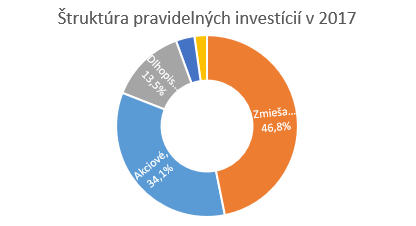 Štruktúra pravidelných investícií v 2017
Zmieša...
46,8%
Akciové,
34,1%
Dlhopis...
13,5%